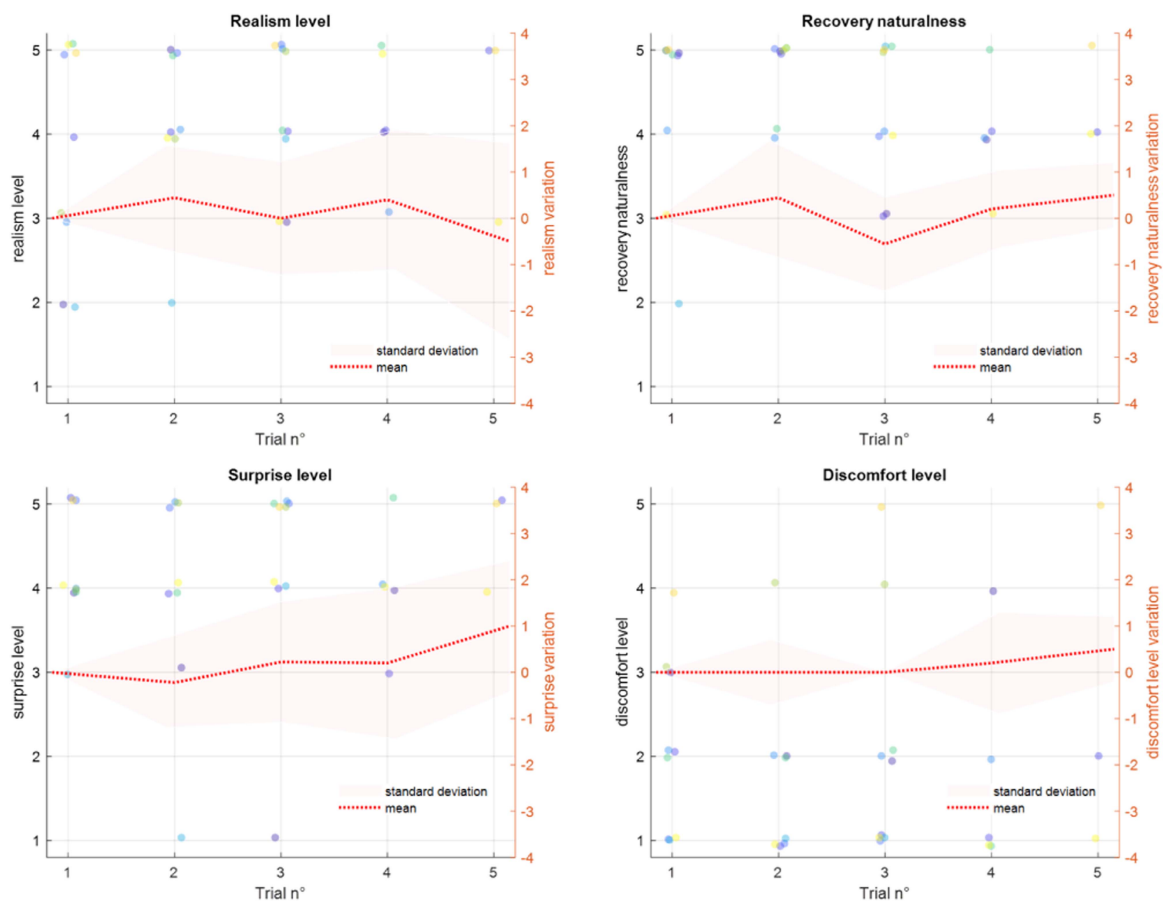 Realism level
5
4
3
2
1
4
3
2
1
0
-1
-2
-3
-4
realism level
realism variation
standard deviation
mean
1 2 3 4 5
Trial n°
Recovery naturalness
5
4
3
2
1
4
3
2
1
0
-1
-2
-3
-4
recovery naturalness
recovery naturalness variation
standard deviation
mean
1 2 3 4 5
Trial n°
Surprise level
5
4
3
2
1
4
3
2
1
0
-1
-2
-3
-4
surprise level
surprise variation
standard deviation
mean
1 2 3 4 5
Trial n°
Discomfort level
5
4
3
2
1
4
3
2
1
0
-1
-2
-3
-4
discomfort level
discomfort level variation
standard deviation
mean
1 2 3 4 5
Trial n°